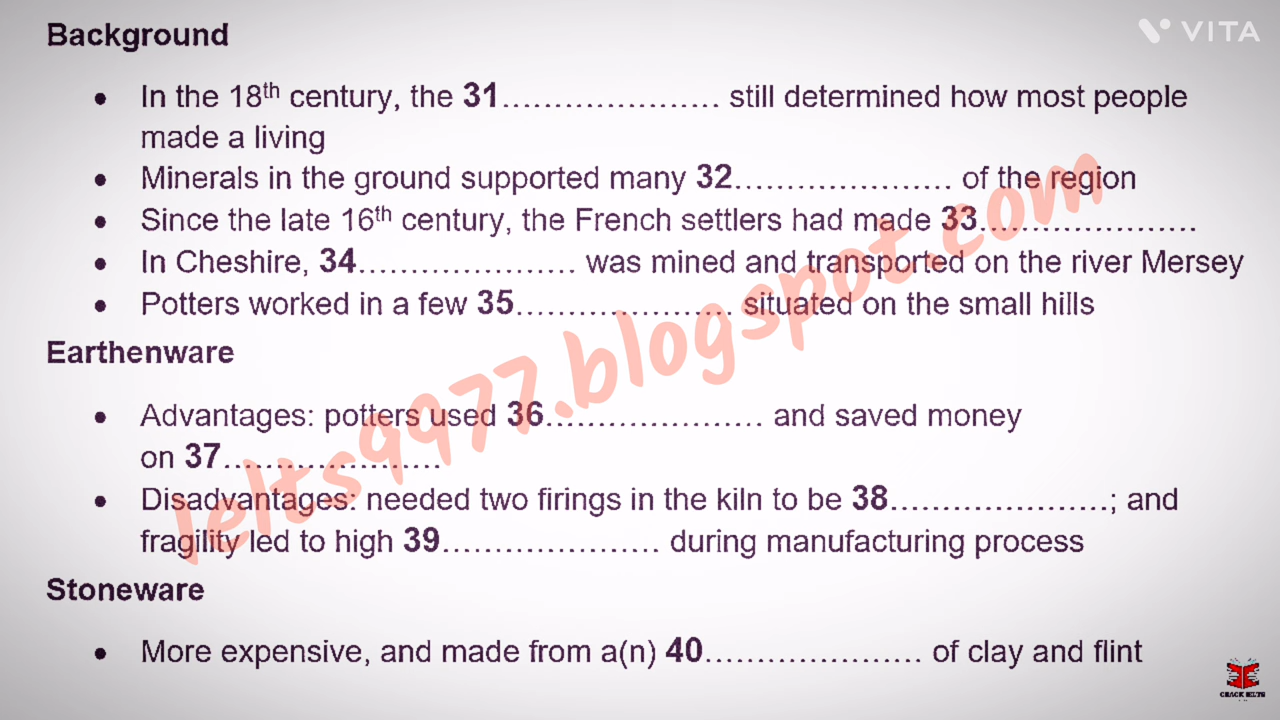 VITA
Background
• In the 18th century, the 31..................... still determined how most people
made a living
• Minerals in the ground supported many 32..................... of the region
• Since the late 16th century, the French settlers had made 33.....................
• In Cheshire, 34..................... was mined and transported on the river Mersey
• Potters worked in a few 35..................... situated on the small hills
Earthenware
• Advantages: potters used 36..................... and saved money
on 37.....................
• Disadvantages: needed two firings in the kiln to be 38.....................; and
fragility led to high 39..................... during manufacturing process
Stoneware
• More expensive, and made from a(n) 40..................... of clay and flint
Ielts9977.blogspot.com
CRACK IELTS